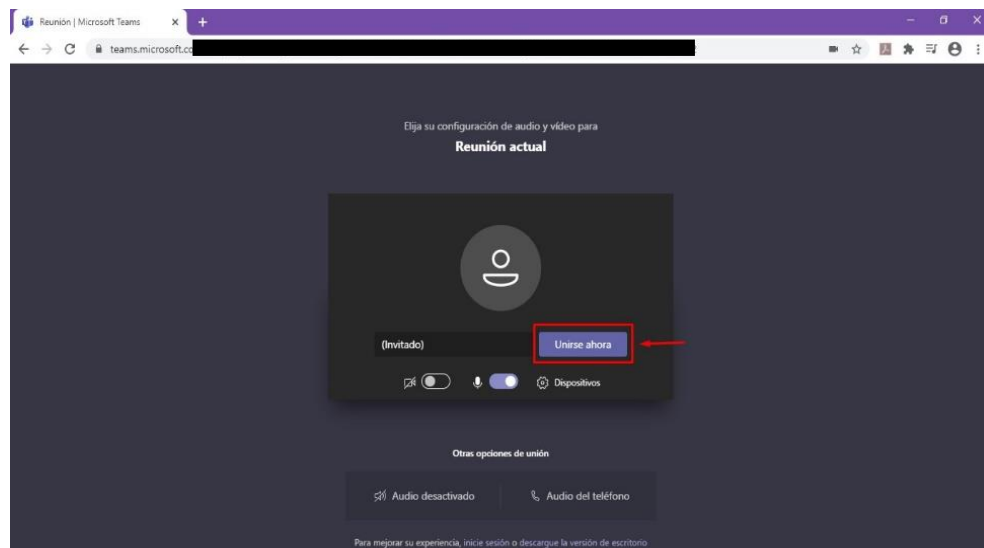 Reunión | Microsoft Teams
teams.microsoft.co
Elija su configuración de audio y vídeo para
Reunión actual
(Invitado)
Unirse ahora
Dispositivos
Otras opciones de unión
Audio desactivado
Audio del teléfono
Para mejorar su experiencia, inicie sesión o descargue la versión de escritorio